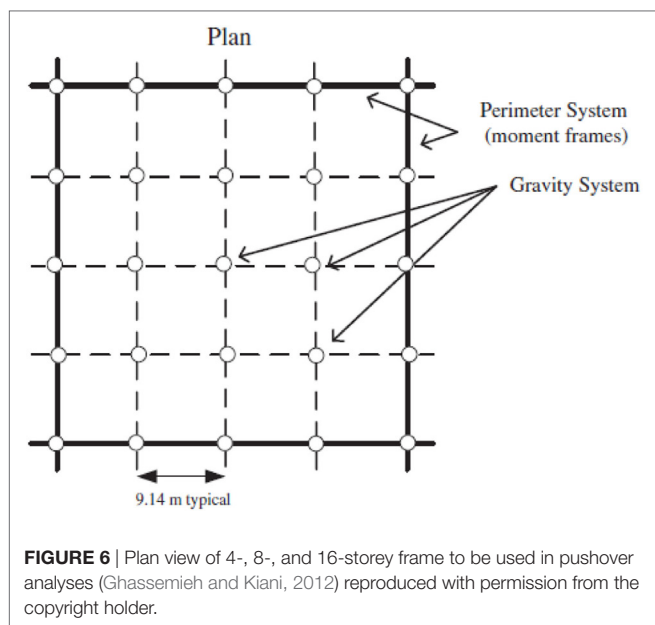 Plan
Perimeter System
(moment frames)
Gravity System
9.14 m typical
FIGURE 6 | Plan view of 4-, 8-, and 16-storey frame to be used in pushover
analyses (Ghassemieh and Kiani, 2012) reproduced with permission from the
copyright holder.